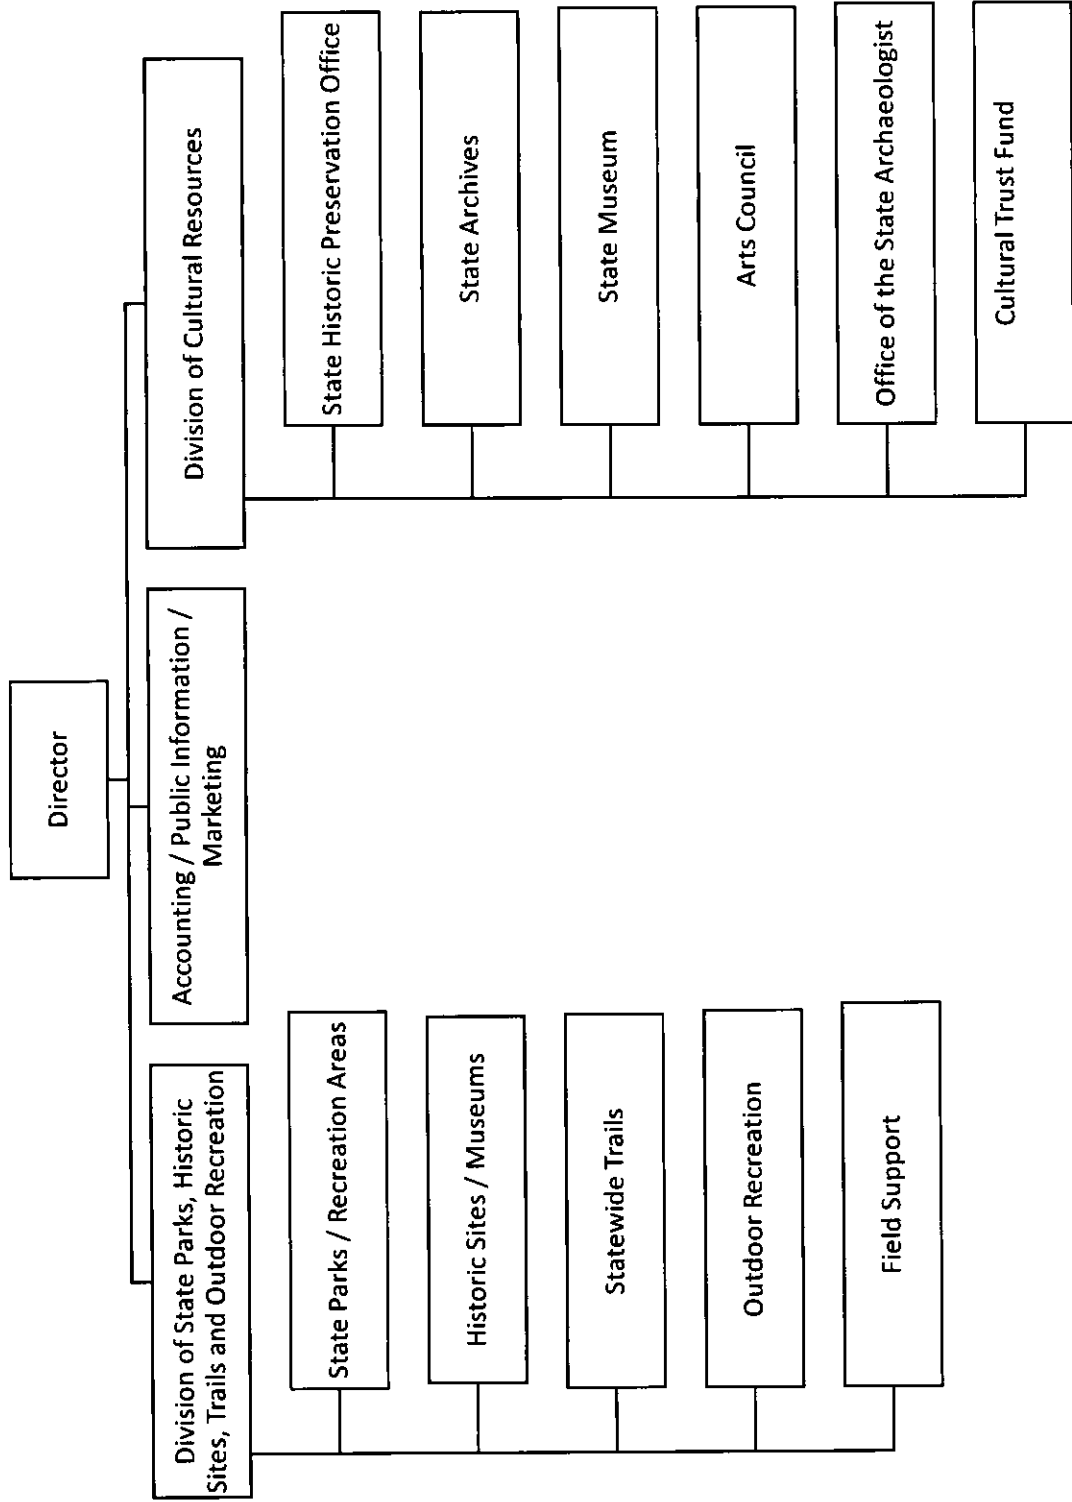 Director
Division of State Parks, Historic
Sites, Trails and Outdoor Recreation
Accounting / Public Information /
Marketing
Division of Cultural Resources
State Parks / Recreation Areas
Historic Sites / Museums
Statewide Trails
Outdoor Recreation
Field Support
State Historic Preservation Office
State Archives
State Museum
Arts Council
Office of the State Archaeologist
Cultural Trust Fund